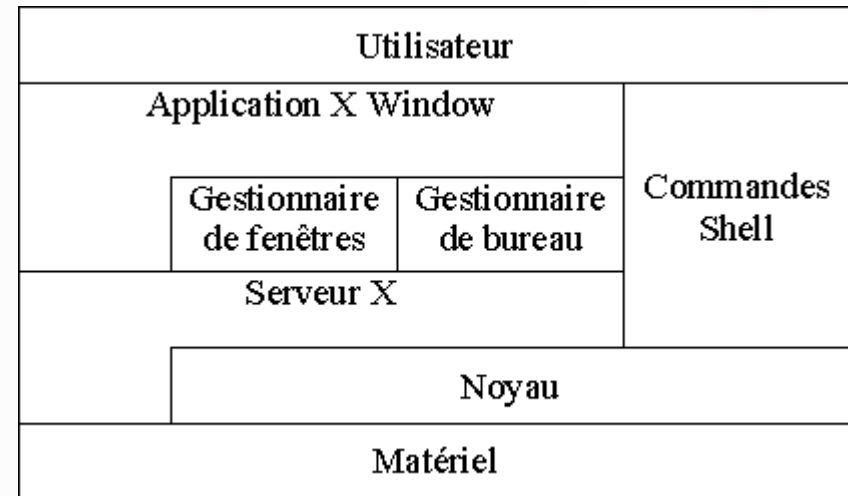 Utilisateur
Application X Window
Gestionnaire
de fenêtres
Gestionnaire
de bureau
Commandes
Shell
Serveur X
Noyau
Matériel